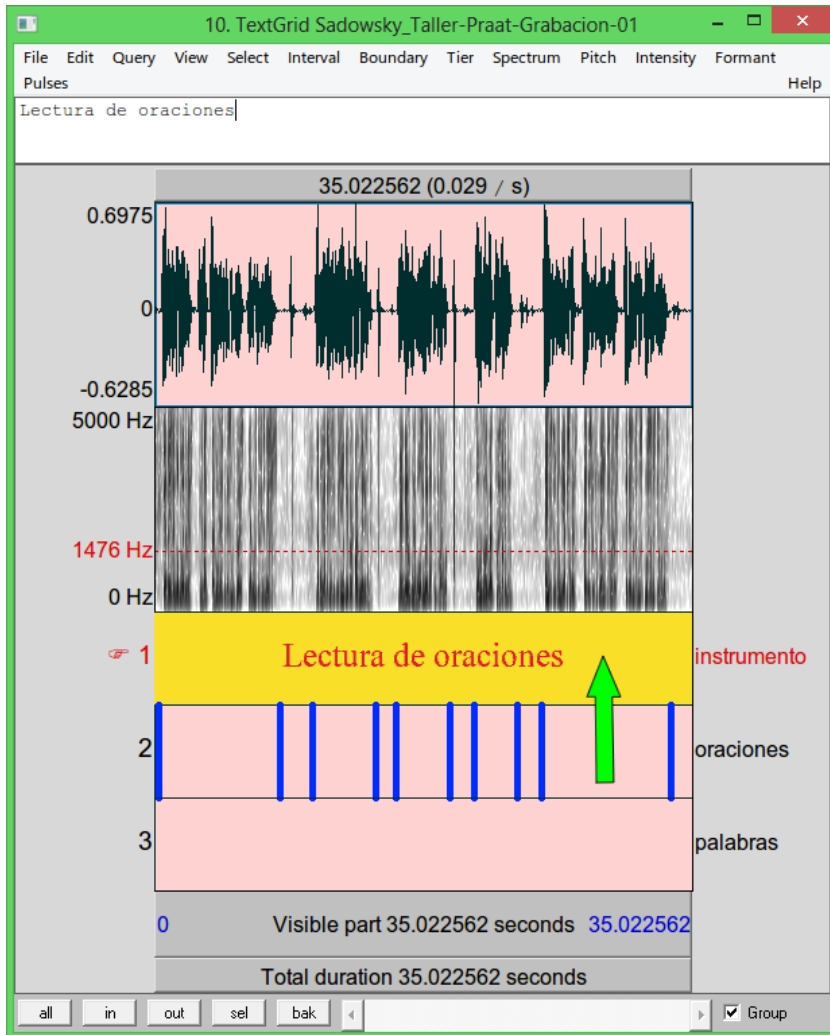 10. TextGrid Sadowsky_Taller-Praat-Grabacion-01
File Edit Query View Select Interval Boundary Tier Spectrum Pitch Intensity Formant
Pulses Help
Lectura de oraciones
35.022562 (0.029 / s)
0.6975
0
-0.6285
5000 Hz
1476 Hz
0 Hz
☞ 1 Lectura de oraciones instrumento
2 oraciones
3 palabras
0 Visible part 35.022562 seconds 35.022562
Total duration 35.022562 seconds
all in out sel bak Group